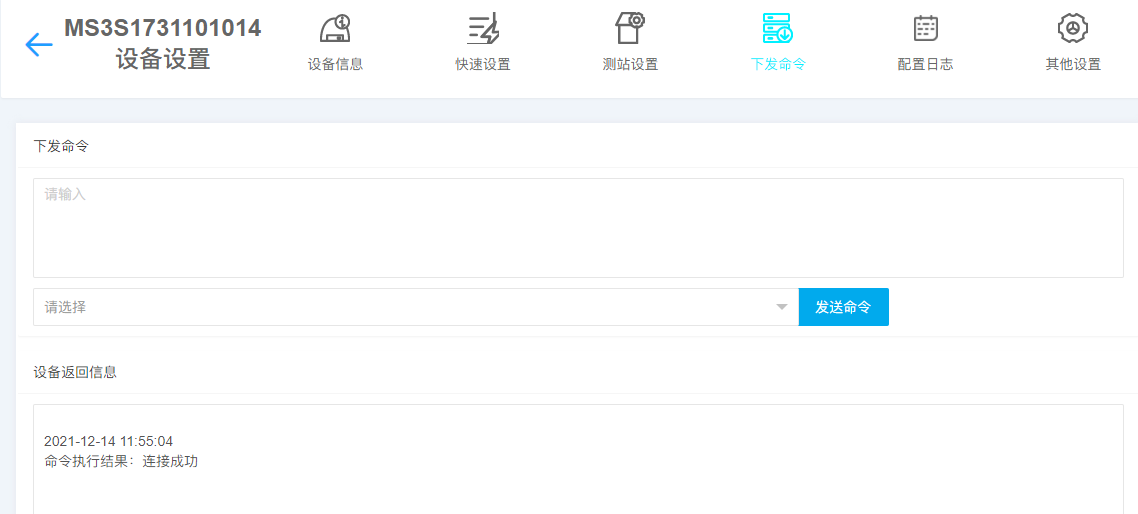 MS3S1731101014
设备设置
设备信息
快速设置
测站设置
下发命令
配置日志
其他设置
下发命令
请输入
请选择
发送命令
设备返回信息
2021-12-14 11:55:04
命令执行结果：连接成功